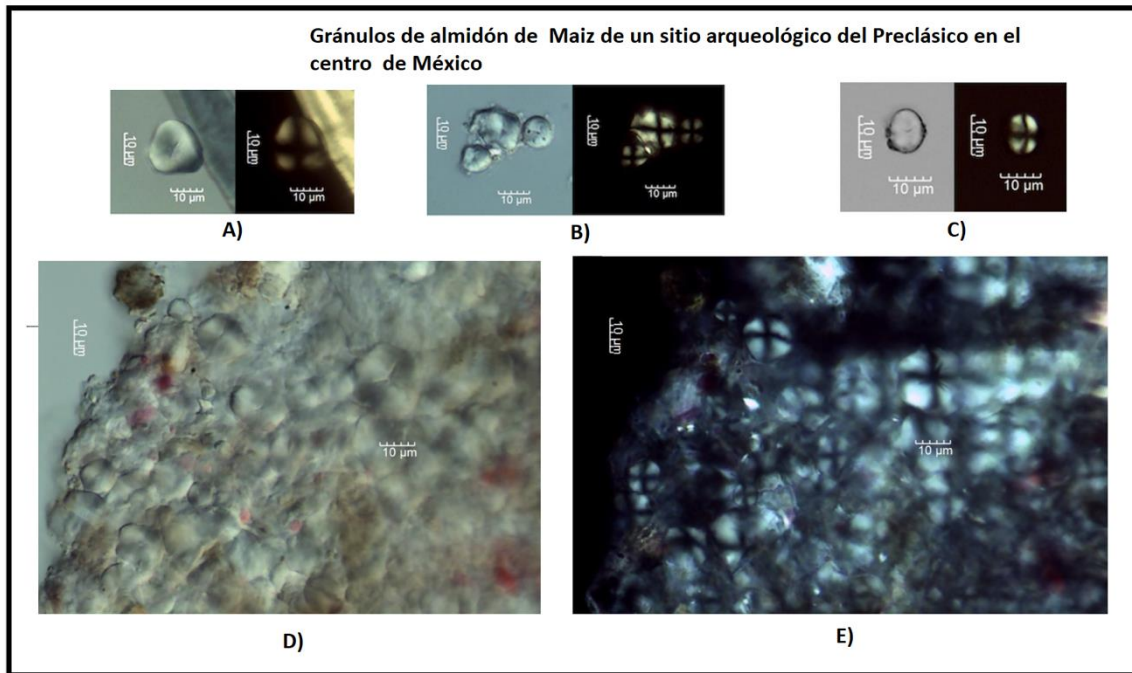 Gránulos de almidón de Maiz de un sitio arqueológico del Preclásico en el
centro de México
10 µm
10 µm
10 µm
10 µm
10 µm
10 µm
10 µm
10 µm
10 µm
10 µm
10 µm
A)
B)
C)
10 µm
10 µm
10 µm
10 µm
D)
E)